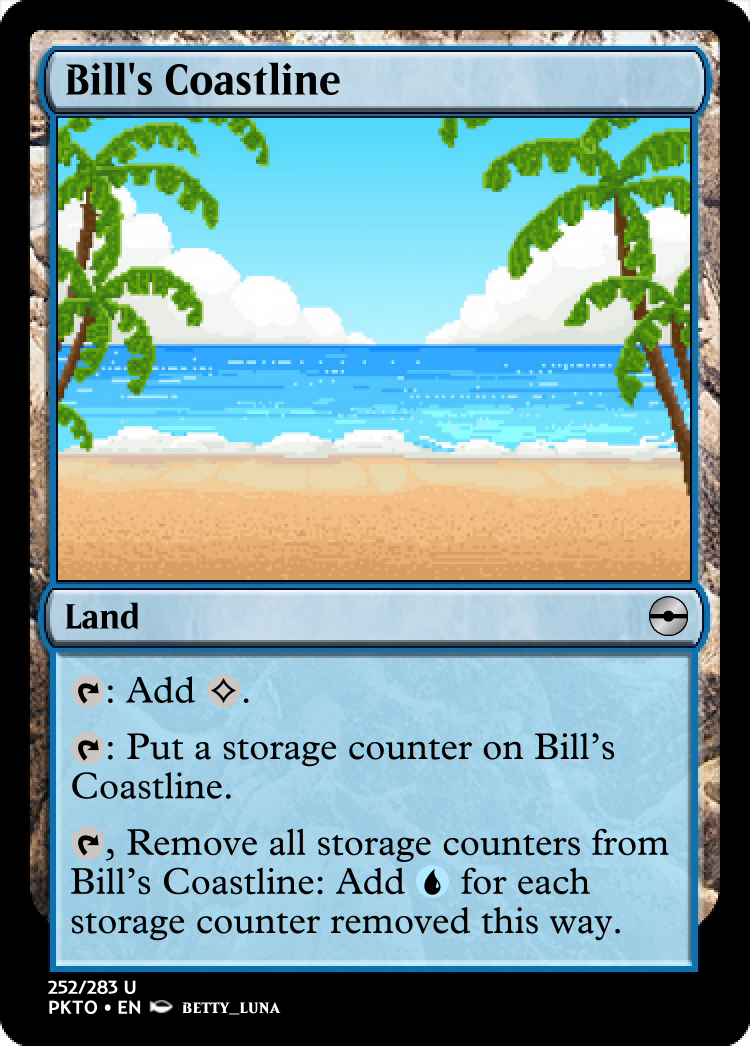 Bill's Coastline
Land
: Add .
: Put a storage counter on Bill's
Coastline.
, Remove all storage counters from
Bill's Coastline: Add for each
storage counter removed this way.
252/283 U
PKTO • EN BETTY_LUNA